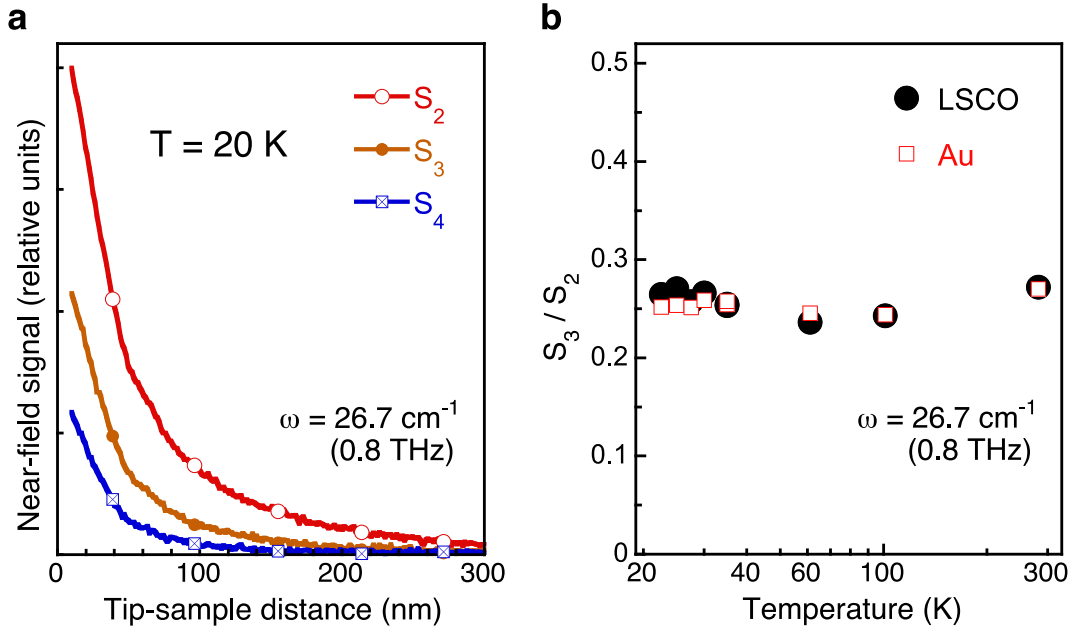 a
Near-field signal (relative units)
T = 20 K
S2
S3
S4
ω = 26.7 cm-1
(0.8 THz)
0
100
200
300
Tip-sample distance (nm)
b
S3 / S2
0.5
0.4
0.3
0.2
0.1
0
LSCO
Au
ω = 26.7 cm-1
(0.8 THz)
20
40
60
100
300
Temperature (K)